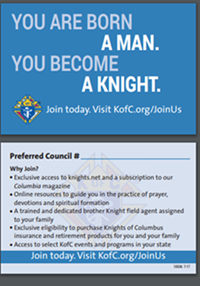 YOU ARE BORN
A MAN.
YOU BECOME
A KNIGHT.
Join today. Visit KofC.org/JoinUs
Preferred Council #
Why Join?
• Exclusive access to knights.net and a subscription to our
Columbia magazine
• Online resources to guide you in the practice of prayer,
devotions and spiritual formation
• A trained and dedicated brother Knight field agent assigned
to your family
• Exclusive eligibility to purchase Knights of Columbus
insurance and retirement products for you and your family
• Access to select KofC events and programs in your state
Join today. Visit KofC.org/JoinUs